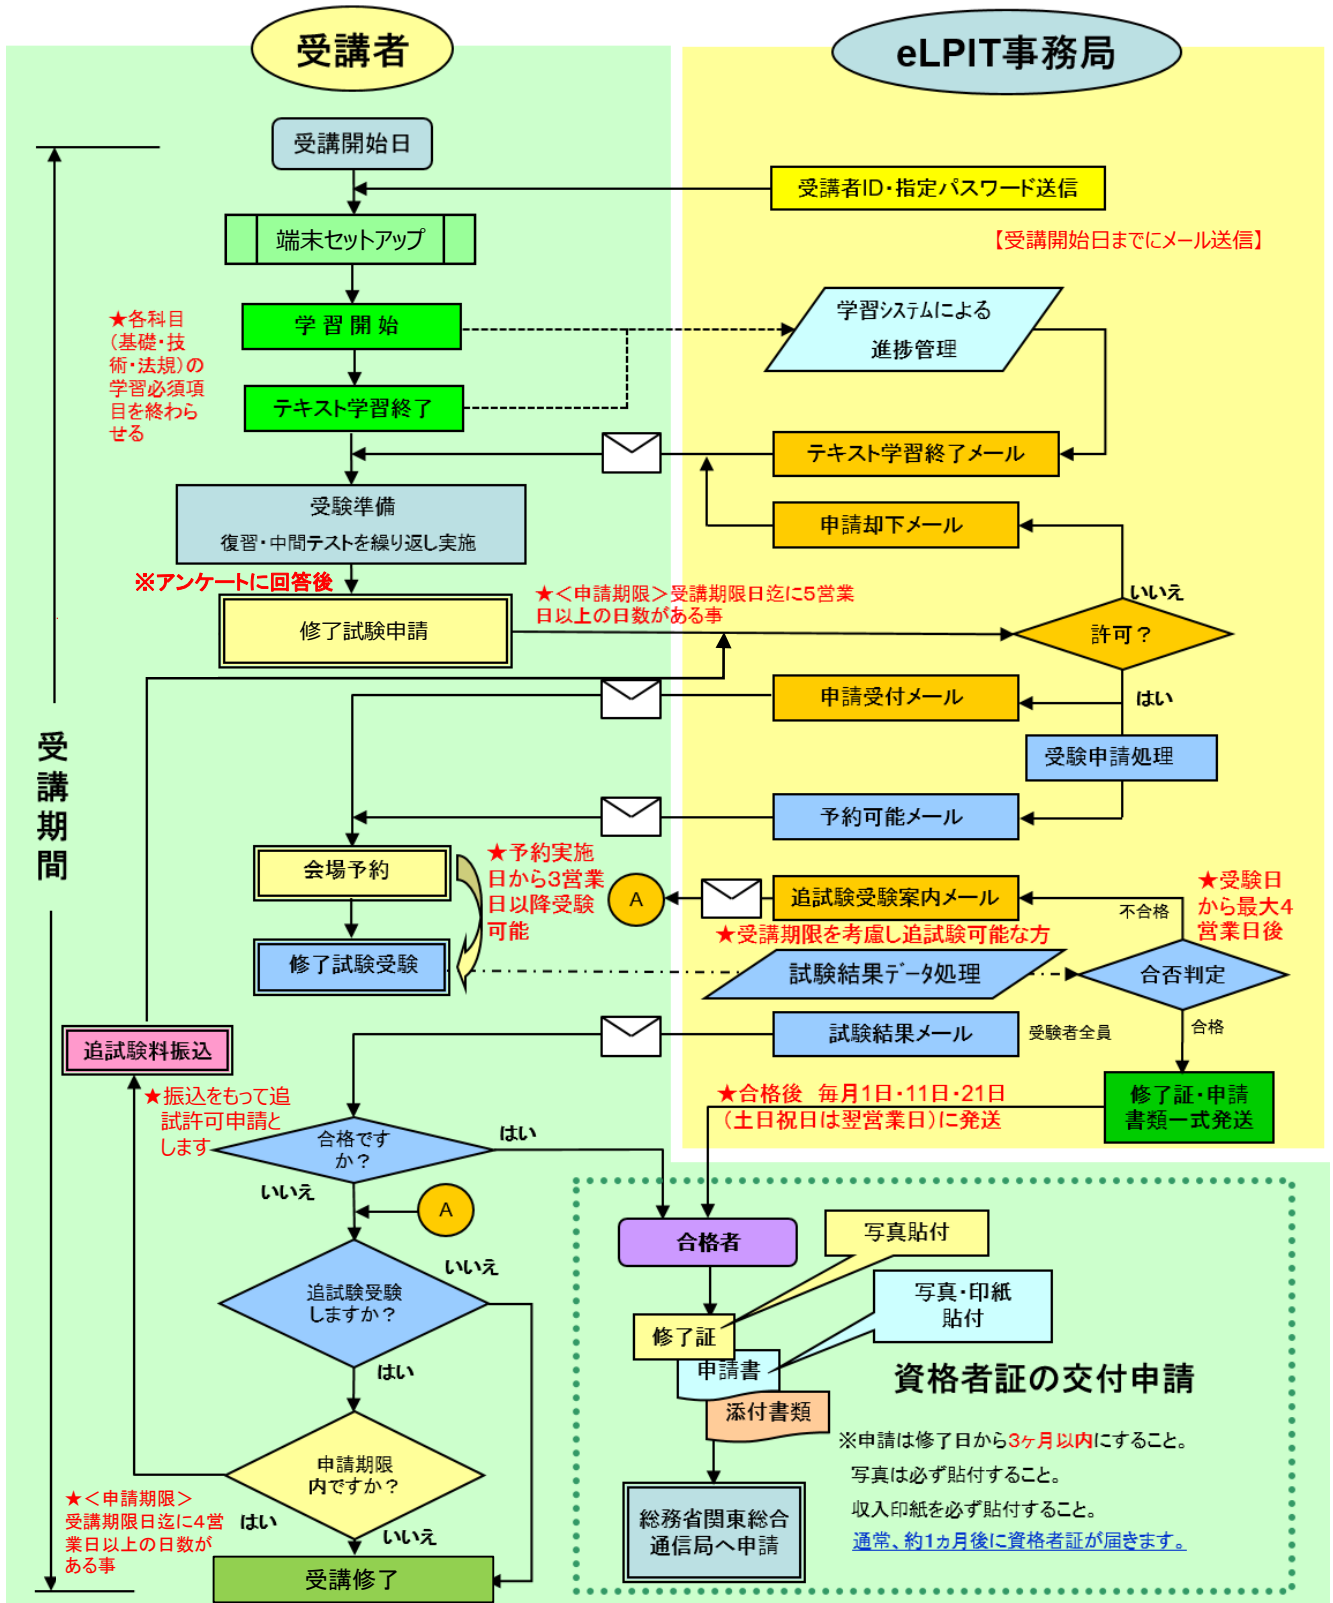 受講者
eLPIT事務局
受講開始日
受講者ID・指定パスワード送信
端末セットアップ
【受講開始日までにメール送信】
学習システムによる
進捗管理
学 習 開 始
★各科目
（基礎・技
術・法規）の
学習必須項
目を終わら
せる
テキスト学習終了
テキスト学習終了メール
受験準備
復習・中間テストを繰り返し実施
申請却下メール
※アンケートに回答後
★＜申請期限＞受講期限日迄に5営業
日以上の日数がある事
いいえ
修了試験申請
許可？
はい
申請受付メール
受講期間
受験申請処理
予約可能メール
会場予約
★予約実施
日から3営業
日以降受験
可能
A
追試験受験案内メール
不合格
★受験日
から最大4
営業日後
★受講期限を考慮し追試験可能な方
修了試験受験
試験結果データ処理
合否判定
合格
試験結果メール
受験者全員
追試験料振込
★振込をもって追
試許可申請と
します
★合格後　毎月1日・11日・21日
（土日祝日は翌営業日）に発送
修了証・申請
書類一式発送
合格です
か？
はい
いいえ
A
合格者
写真貼付
追試験受験
しますか？
いいえ
はい
写真・印紙
貼付
修了証
申請書
添付書類
資格者証の交付申請
※申請は修了日から3ヶ月以内にすること。
写真は必ず貼付すること。
収入印紙を必ず貼付すること。
通常、約1ヵ月後に資格者証が届きます。
申請期限
内ですか？
★＜申請期限＞
受講期限日迄に4営
業日以上の日数が
ある事
はい
いいえ
総務省関東総合
通信局へ申請
受講修了